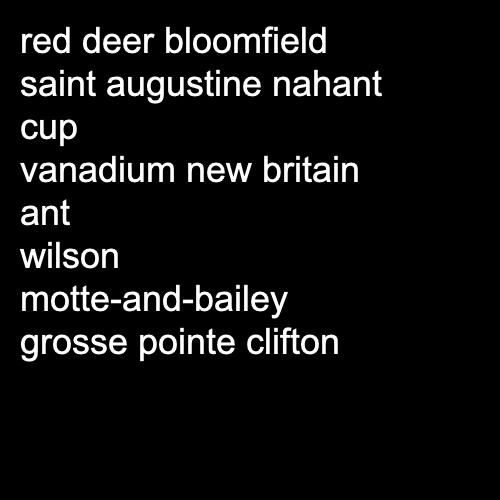 red deer bloomfield
saint augustine nahant
cup
vanadium new britain
ant
wilson
motte-and-bailey
grosse pointe clifton